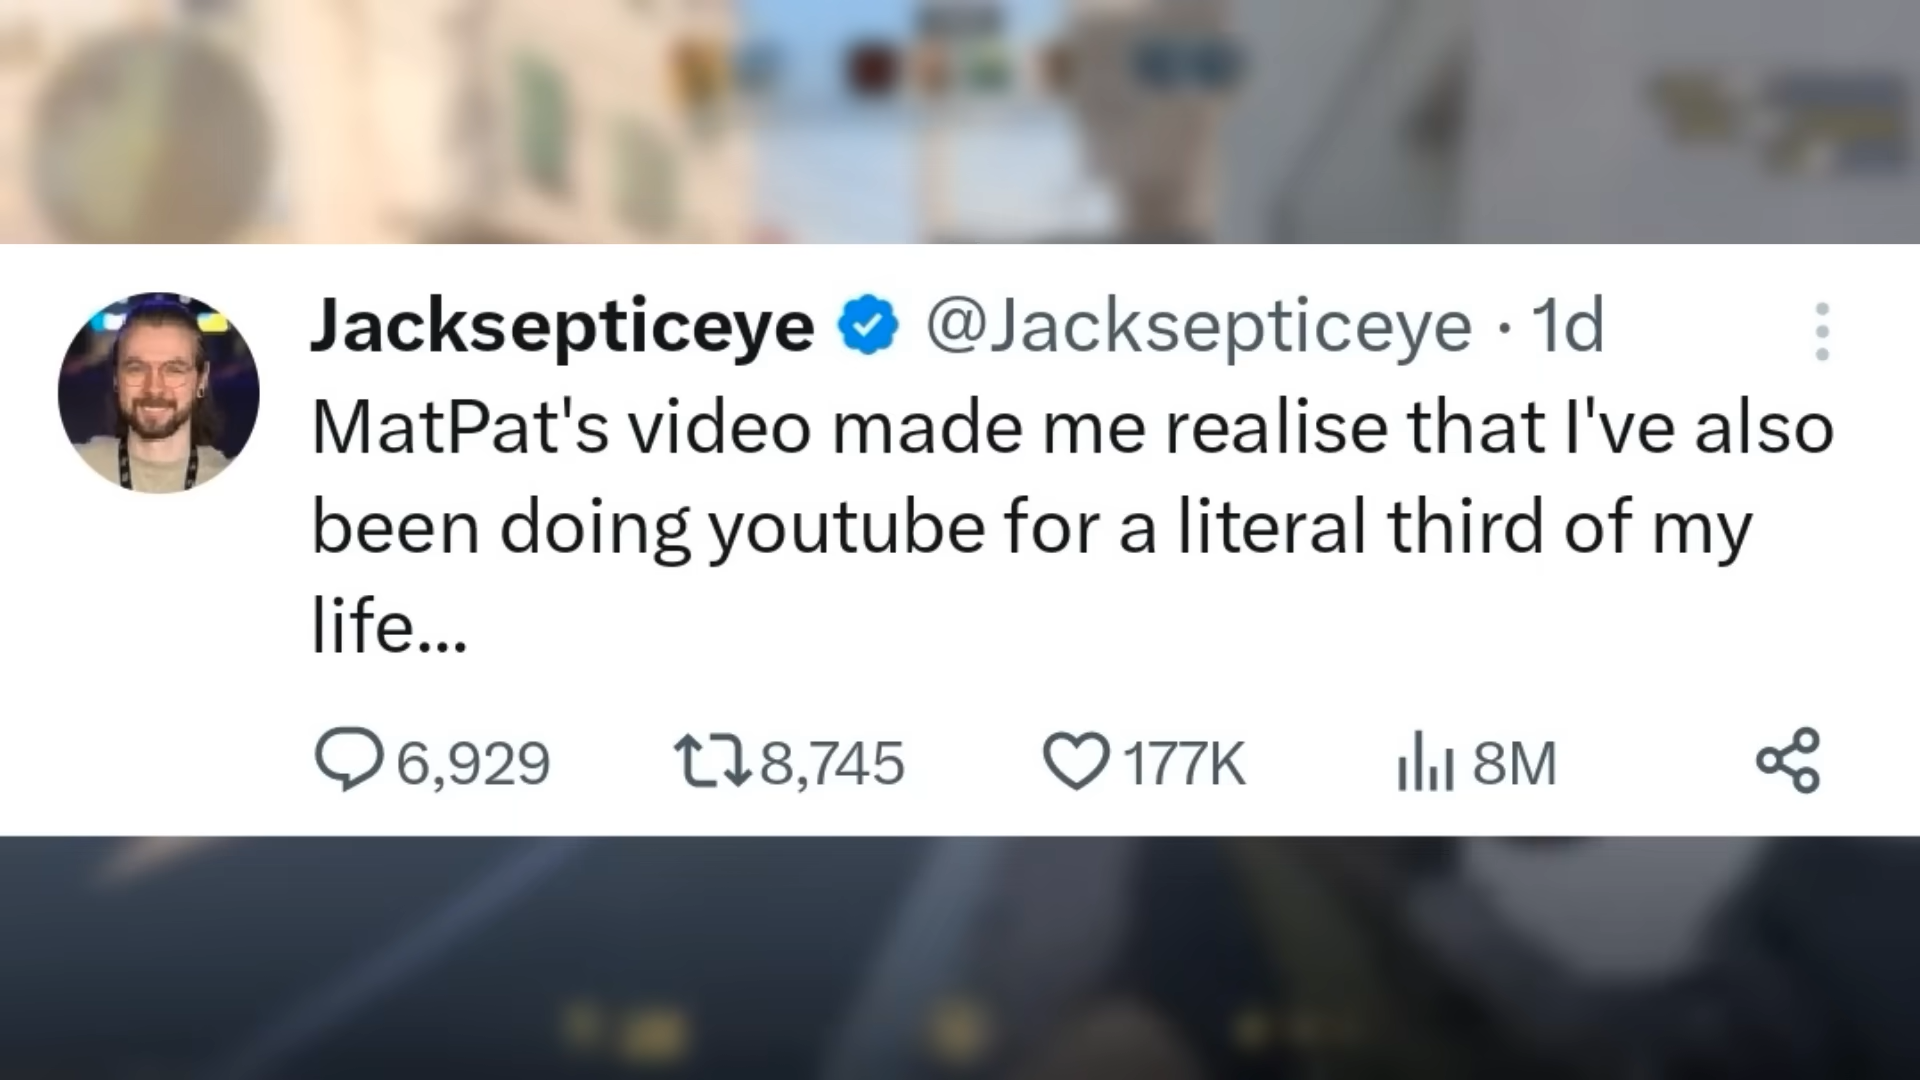 Jacksepticeye @Jacksepticeye · 1d
MatPat's video made me realise that I've also
been doing youtube for a literal third of my
life...
6,929 8,745 177K 8M